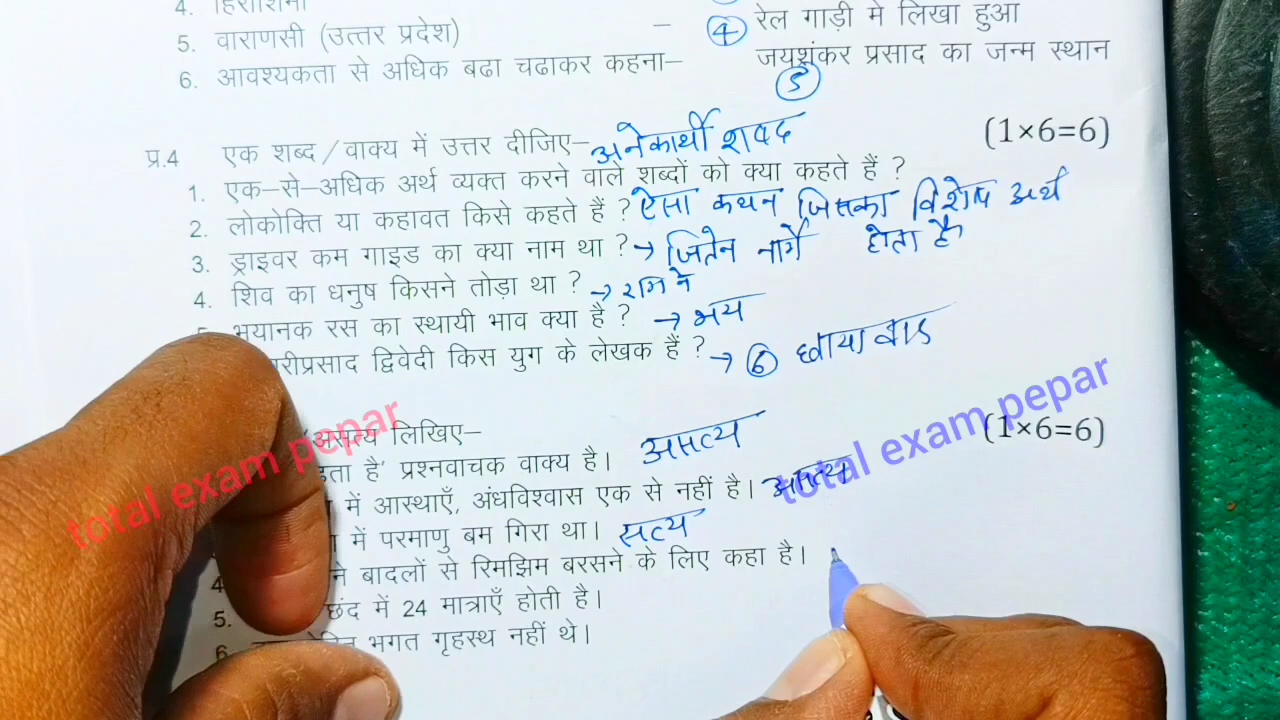 4. हिरोशिमा
5. वाराणसी (उत्तर प्रदेश) – ④ रेल गाड़ी मे लिखा हुआ
6. आवश्यकता से अधिक बढा चढाकर कहना– जयशंकर प्रसाद का जन्म स्थान
5
प्र.4 एक शब्द/वाक्य में उत्तर दीजिए– अनेकार्थी शब्द (1×6=6)
1. एक–से–अधिक अर्थ व्यक्त करने वाले शब्दों को क्या कहते हैं ?
2. लोकोक्ति या कहावत किसे कहते हैं ? ऐसा कथन जिसका विशेष अर्थ
होता है
3. ड्राइवर कम गाइड का क्या नाम था ? → जितेन नार्गे
4. शिव का धनुष किसने तोड़ा था ? →
भयानक रस का स्थायी भाव क्या है ? → भय
द्विवेदी किस युग के लेखक हैं ? → ⑥ छायावाद
असत्य लिखिए– (1×6=6)
है' प्रश्नवाचक वाक्य है। असत्य
में आस्थाएँ, अंधविश्वास एक से नहीं है। असत्य
में परमाणु बम गिरा था। सत्य
4 ने बादलों से रिमझिम बरसने के लिए कहा है।
5. छंद में 24 मात्राएँ होती है।
6. भगत गृहस्थ नहीं थे।
total exam pepar
total exam pepar